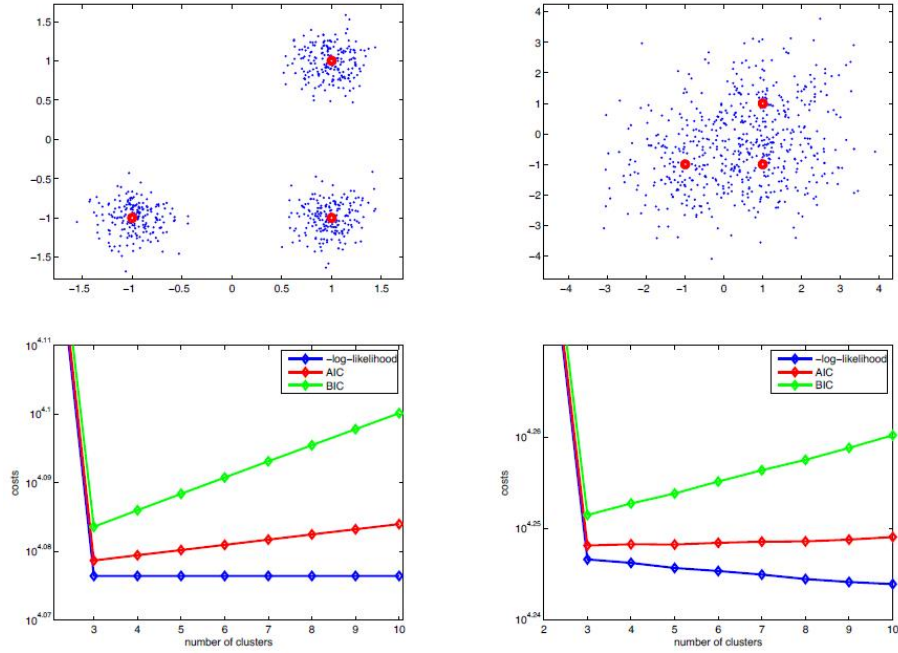 1.5
1
0.5
0
−0.5
−1
−1.5
−1.5 −1 −0.5 0 0.5 1 1.5
4
3
2
1
0
−1
−2
−3
−4
−4 −3 −2 −1 0 1 2 3 4
10^4.11
10^4.1
10^4.09
10^4.08
10^4.07
costs
−log−likelihood
AIC
BIC
3 4 5 6 7 8 9 10
number of clusters
10^4.26
10^4.25
10^4.24
costs
−log−likelihood
AIC
BIC
2 3 4 5 6 7 8 9 10
number of clusters